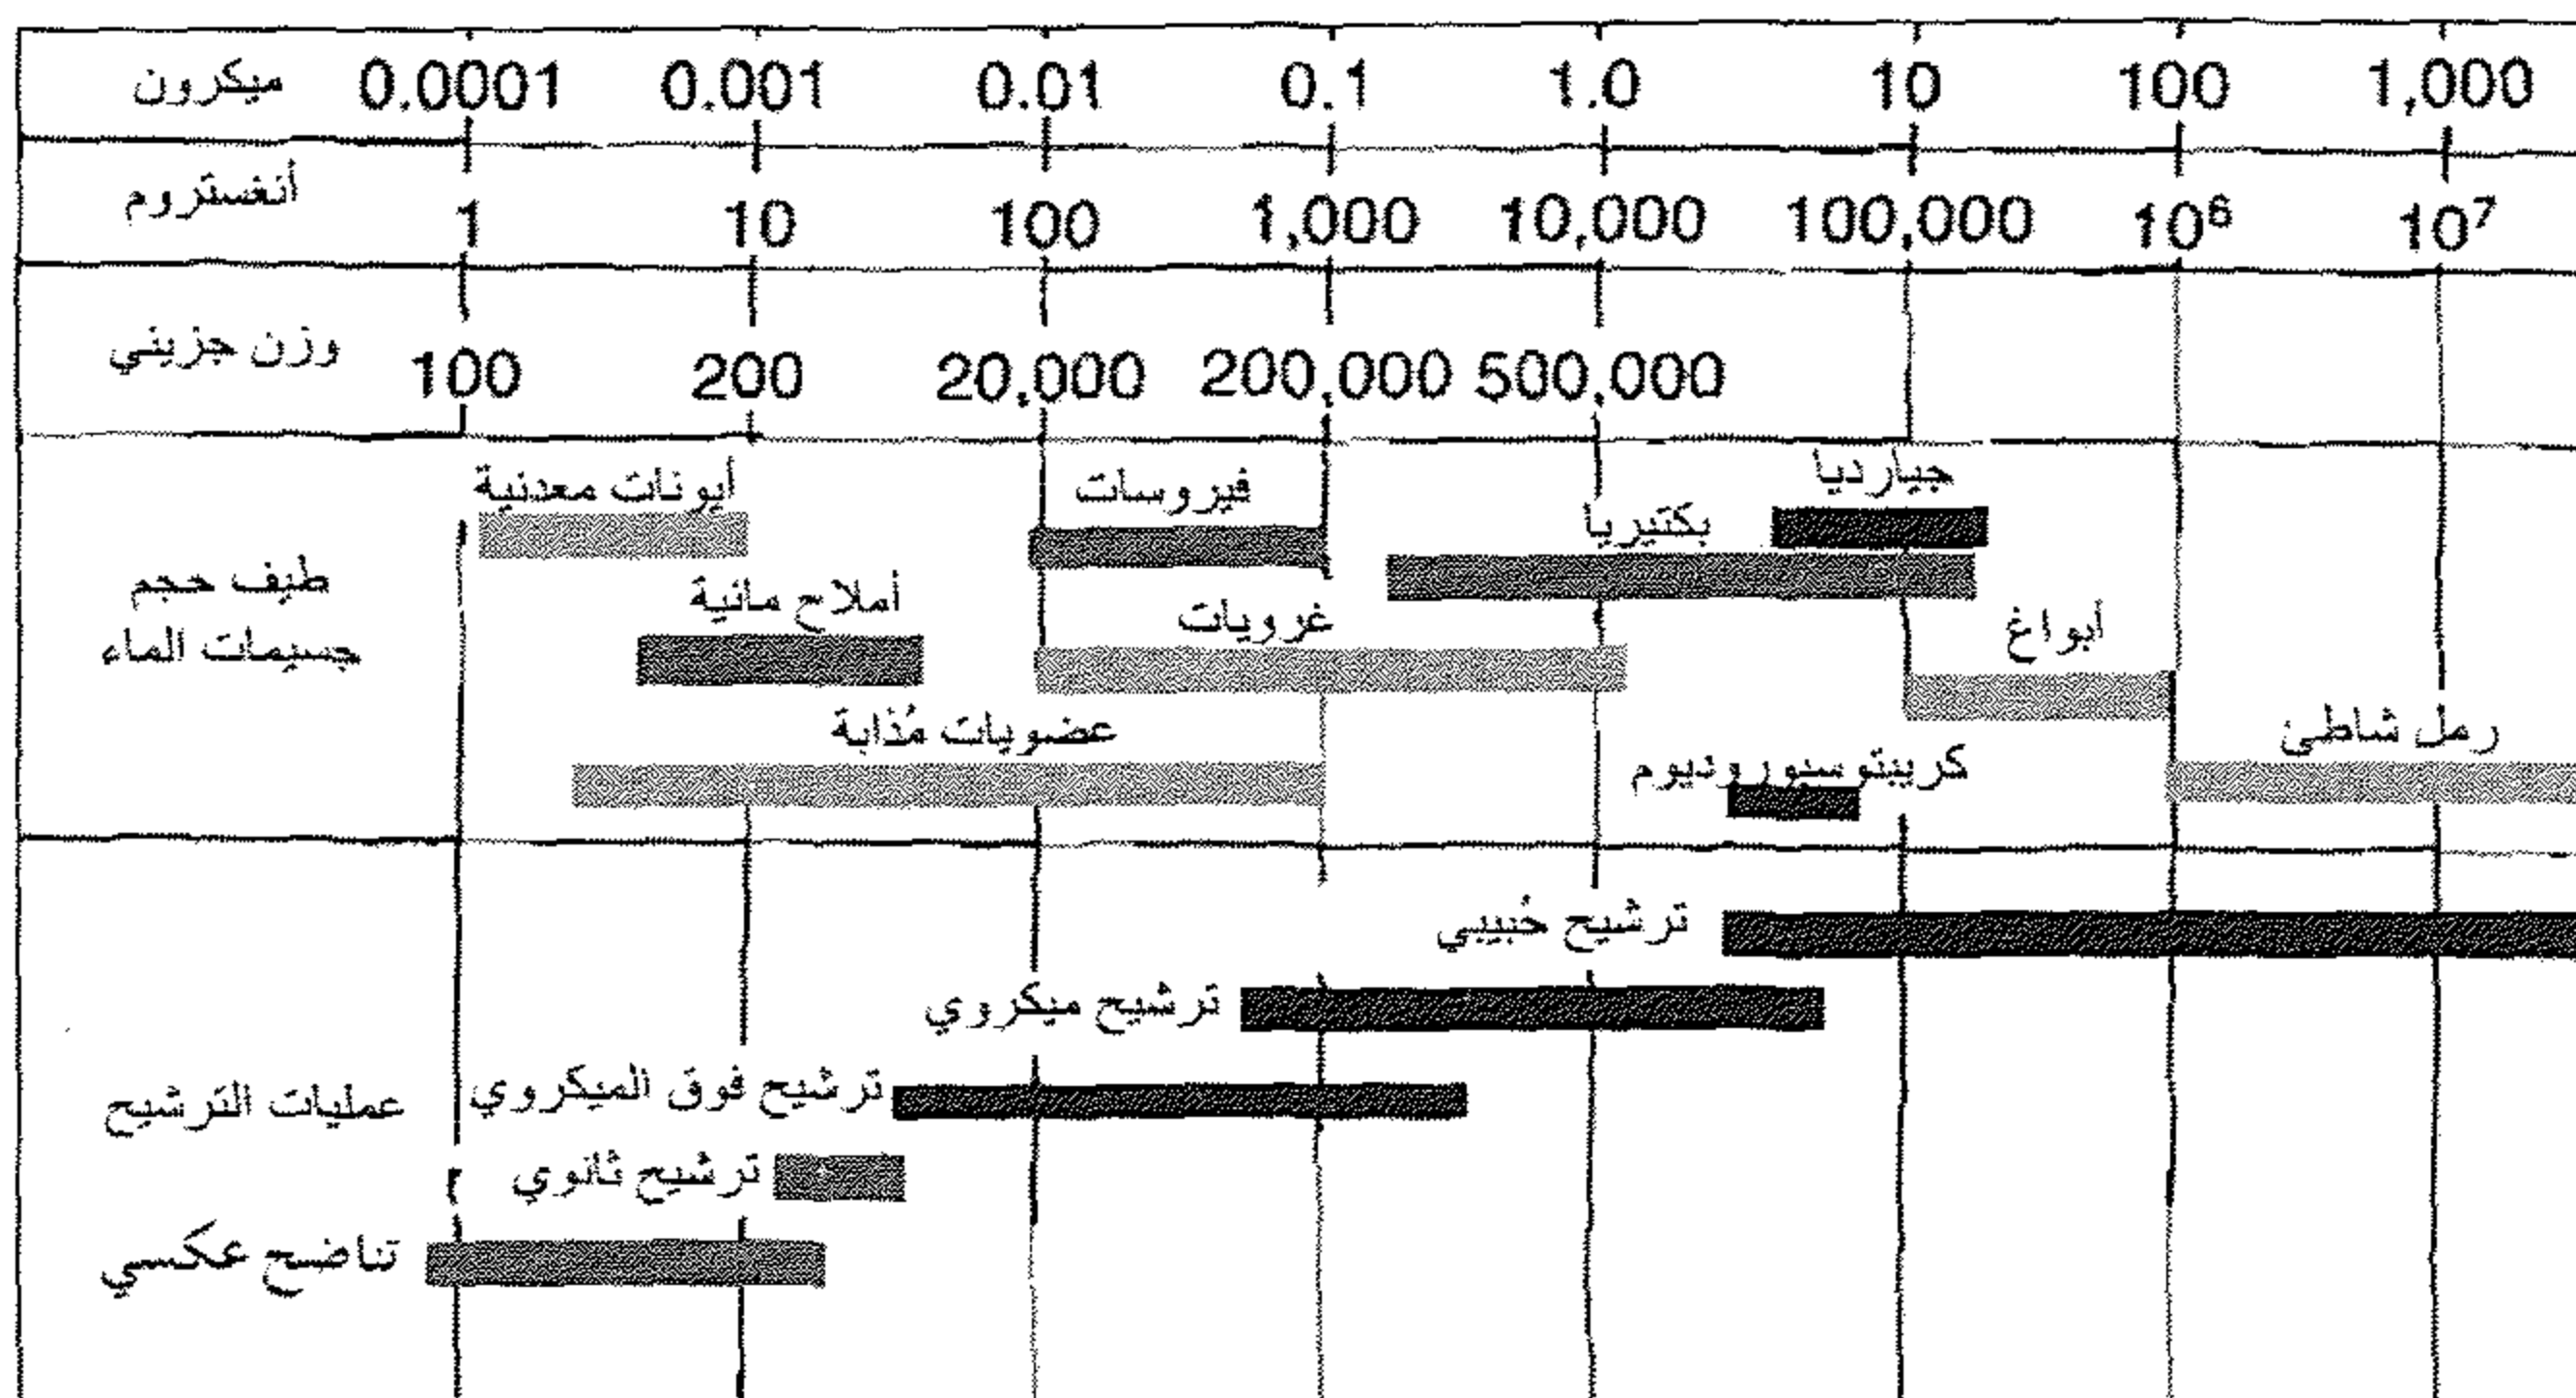 ميكرون 0.0001 0.001 0.01 0.1 1.0 10 100 1,000
أنغستروم 1 10 100 1,000 10,000 100,000 10⁶ 10⁷
وزن جزيئي 100 200 20,000 200,000 500,000
طيف حجم
جسيمات الماء
أيونات معدنية
فيروسات
جيارديا
بكتيريا
أملاح مائية
غرويات
أبواغ
عضويات مُذابة
كريبتوسبوروديوم
رمل شاطئ
عمليات الترشيح
ترشيح حُبيبي
ترشيح ميكروي
ترشيح فوق الميكروي
ترشيح ثانوي
تناضح عكسي